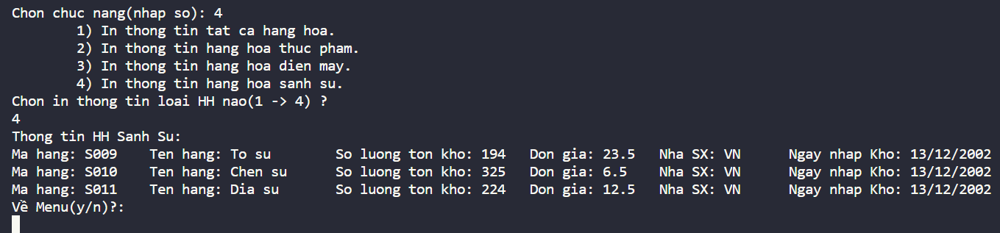 Chon chuc nang(nhap so): 4
1) In thong tin tat ca hang hoa.
2) In thong tin hang hoa thuc pham.
3) In thong tin hang hoa dien may.
4) In thong tin hang hoa sanh su.
Chon in thong tin loai HH nao(1 -> 4) ?
4
Thong tin HH Sanh Su:
Ma hang: S009 Ten hang: To su So luong ton kho: 194 Don gia: 23.5 Nha SX: VN Ngay nhap Kho: 13/12/2002
Ma hang: S010 Ten hang: Chen su So luong ton kho: 325 Don gia: 6.5 Nha SX: VN Ngay nhap Kho: 13/12/2002
Ma hang: S011 Ten hang: Dia su So luong ton kho: 224 Don gia: 12.5 Nha SX: VN Ngay nhap Kho: 13/12/2002
Về Menu(y/n)?: